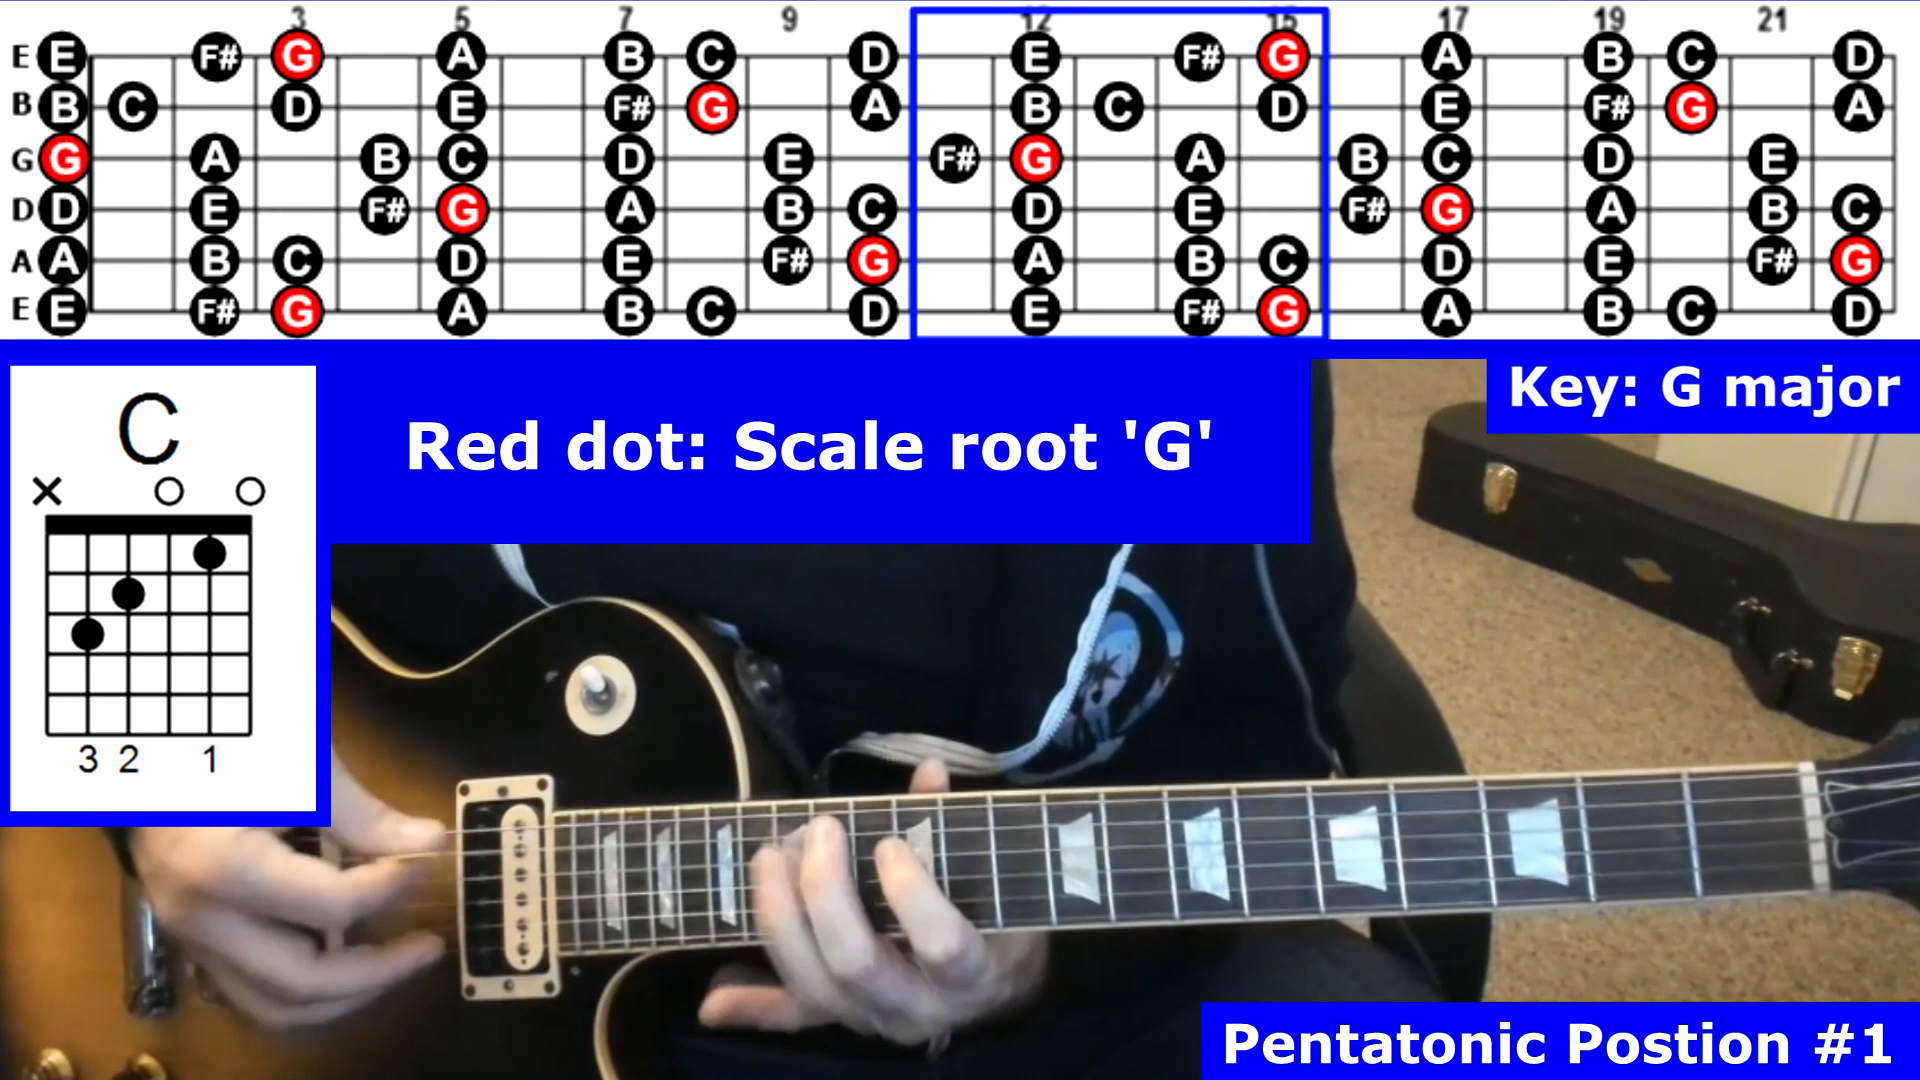 3 5 7 9 12 15 17 19 21
E E F# G A B C D E F# G A B C D
B B C D E F# G A B C D E F# G A
G G A B C D E F# G A B C D E
D D E F# G A B C D E F# G A B C
A A B C D E F# G A B C D E F# G
E E F# G A B C D E F# G A B C D
Key: G major
C
Red dot: Scale root 'G'
3 2 1
Pentatonic Postion #1